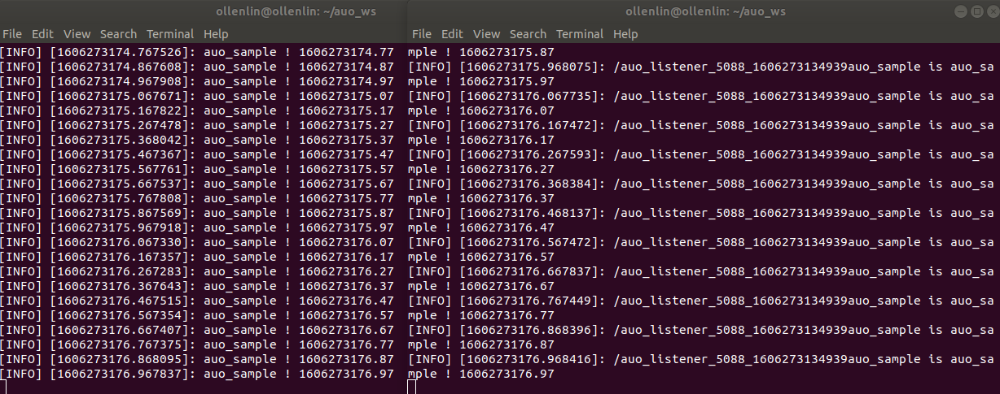 ollenlin@ollenlin: ~/auo_ws
File Edit View Search Terminal Help
[INFO] [1606273174.767526]: auo_sample ! 1606273174.77
[INFO] [1606273174.867608]: auo_sample ! 1606273174.87
[INFO] [1606273174.967908]: auo_sample ! 1606273174.97
[INFO] [1606273175.067671]: auo_sample ! 1606273175.07
[INFO] [1606273175.167822]: auo_sample ! 1606273175.17
[INFO] [1606273175.267478]: auo_sample ! 1606273175.27
[INFO] [1606273175.368042]: auo_sample ! 1606273175.37
[INFO] [1606273175.467367]: auo_sample ! 1606273175.47
[INFO] [1606273175.567761]: auo_sample ! 1606273175.57
[INFO] [1606273175.667537]: auo_sample ! 1606273175.67
[INFO] [1606273175.767808]: auo_sample ! 1606273175.77
[INFO] [1606273175.867569]: auo_sample ! 1606273175.87
[INFO] [1606273175.967918]: auo_sample ! 1606273175.97
[INFO] [1606273176.067330]: auo_sample ! 1606273176.07
[INFO] [1606273176.167357]: auo_sample ! 1606273176.17
[INFO] [1606273176.267283]: auo_sample ! 1606273176.27
[INFO] [1606273176.367643]: auo_sample ! 1606273176.37
[INFO] [1606273176.467515]: auo_sample ! 1606273176.47
[INFO] [1606273176.567354]: auo_sample ! 1606273176.57
[INFO] [1606273176.667407]: auo_sample ! 1606273176.67
[INFO] [1606273176.767375]: auo_sample ! 1606273176.77
[INFO] [1606273176.868095]: auo_sample ! 1606273176.87
[INFO] [1606273176.967837]: auo_sample ! 1606273176.97
ollenlin@ollenlin: ~/auo_ws
File Edit View Search Terminal Help
mple ! 1606273175.87
[INFO] [1606273175.968075]: /auo_listener_5088_1606273134939auo_sample is auo_sa
mple ! 1606273175.97
[INFO] [1606273176.067735]: /auo_listener_5088_1606273134939auo_sample is auo_sa
mple ! 1606273176.07
[INFO] [1606273176.167472]: /auo_listener_5088_1606273134939auo_sample is auo_sa
mple ! 1606273176.17
[INFO] [1606273176.267593]: /auo_listener_5088_1606273134939auo_sample is auo_sa
mple ! 1606273176.27
[INFO] [1606273176.368384]: /auo_listener_5088_1606273134939auo_sample is auo_sa
mple ! 1606273176.37
[INFO] [1606273176.468137]: /auo_listener_5088_1606273134939auo_sample is auo_sa
mple ! 1606273176.47
[INFO] [1606273176.567472]: /auo_listener_5088_1606273134939auo_sample is auo_sa
mple ! 1606273176.57
[INFO] [1606273176.667837]: /auo_listener_5088_1606273134939auo_sample is auo_sa
mple ! 1606273176.67
[INFO] [1606273176.767449]: /auo_listener_5088_1606273134939auo_sample is auo_sa
mple ! 1606273176.77
[INFO] [1606273176.868396]: /auo_listener_5088_1606273134939auo_sample is auo_sa
mple ! 1606273176.87
[INFO] [1606273176.968416]: /auo_listener_5088_1606273134939auo_sample is auo_sa
mple ! 1606273176.97